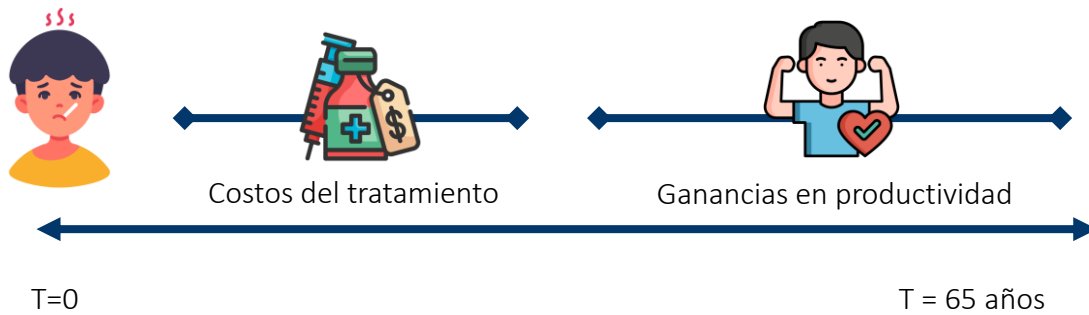 $
Costos del tratamiento
Ganancias en productividad
T=0
T = 65 años